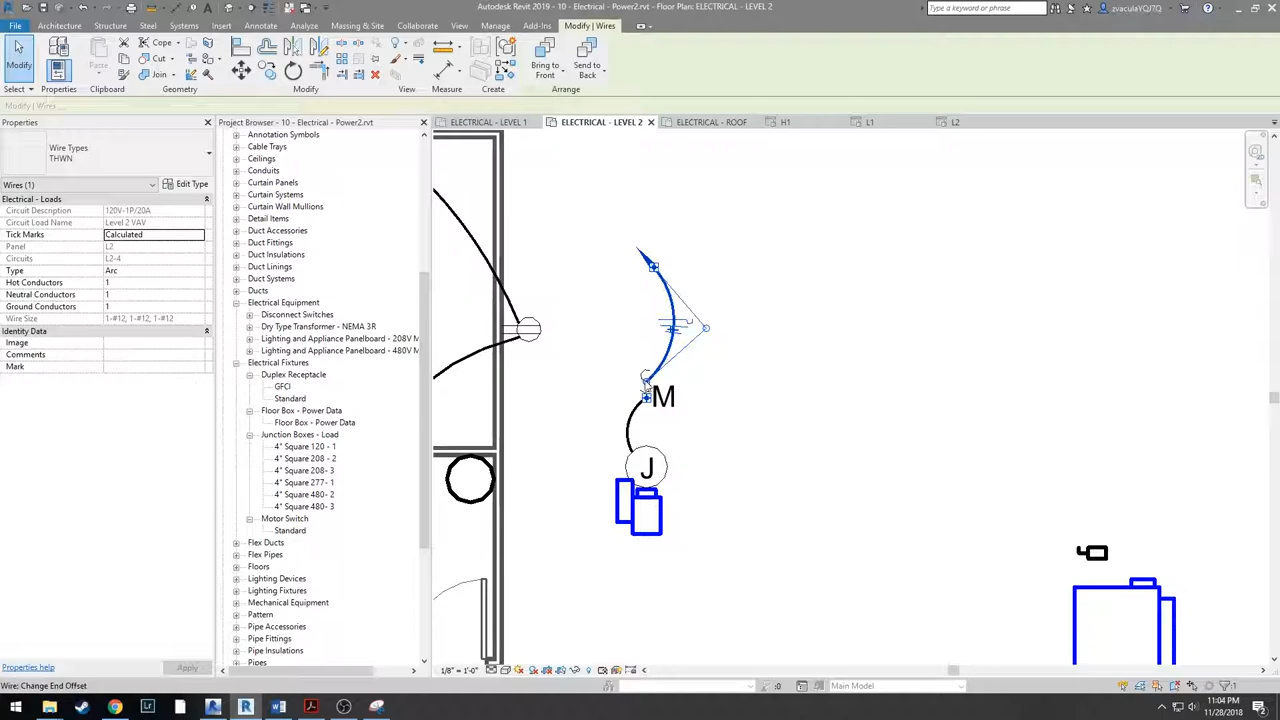 Autodesk Revit 2019 - 10 - Electrical - Power2.rvt - Floor Plan: ELECTRICAL - LEVEL 2
Type a keyword or phrase
zvaculaYQJ7Q
File Architecture Structure Steel Systems Insert Annotate Analyze Massing & Site Collaborate View Manage Add-Ins Modify | Wires
Modify
Paste
Cope
Cut
Join
Bring to Front
Send to Back
Select Properties Clipboard Geometry Modify View Measure Create Arrange
Modify | Wires
Properties
Wire Types
THWN
Wires (1)
Edit Type
Electrical - Loads
Circuit Description 120V-1P/20A
Circuit Load Name Level 2 VAV
Tick Marks Calculated
Panel L2
Circuits L2-4
Type Arc
Hot Conductors 1
Neutral Conductors 1
Ground Conductors 1
Wire Size 1-#12, 1-#12, 1-#12
Identity Data
Image
Comments
Mark
Properties help
Apply
Project Browser - 10 - Electrical - Power2.rvt
Annotation Symbols
Cable Trays
Ceilings
Conduits
Curtain Panels
Curtain Systems
Curtain Wall Mullions
Detail Items
Duct Accessories
Duct Fittings
Duct Insulations
Duct Linings
Duct Systems
Ducts
Electrical Equipment
Disconnect Switches
Dry Type Transformer - NEMA 3R
Lighting and Appliance Panelboard - 208V M
Lighting and Appliance Panelboard - 480V M
Electrical Fixtures
Duplex Receptacle
GFCI
Standard
Floor Box - Power Data
Floor Box - Power Data
Junction Boxes - Load
4" Square 120 - 1
4" Square 208 - 2
4" Square 208- 3
4" Square 277- 1
4" Square 480- 2
4" Square 480- 3
Motor Switch
Standard
Flex Ducts
Flex Pipes
Floors
Lighting Devices
Lighting Fixtures
Mechanical Equipment
Pattern
Pipe Accessories
Pipe Fittings
Pipe Insulations
Pipes
ELECTRICAL - LEVEL 1
ELECTRICAL - LEVEL 2
ELECTRICAL - ROOF
H1
L1
L2
M
J
1/8" = 1'-0"
Wire: Change End Offset
:0
Main Model
:1
11:04 PM
11/28/2018